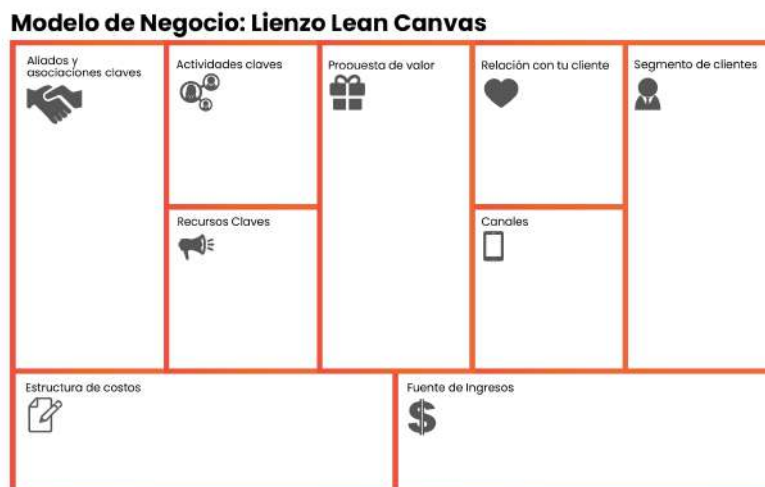 Modelo de Negocio: Lienzo Lean Canvas
Aliados y
asociaciones claves
Actividades claves
Propuesta de valor
Relación con tu cliente
Segmento de clientes
Recursos Claves
Canales
Estructura de costos
Fuente de Ingresos
$